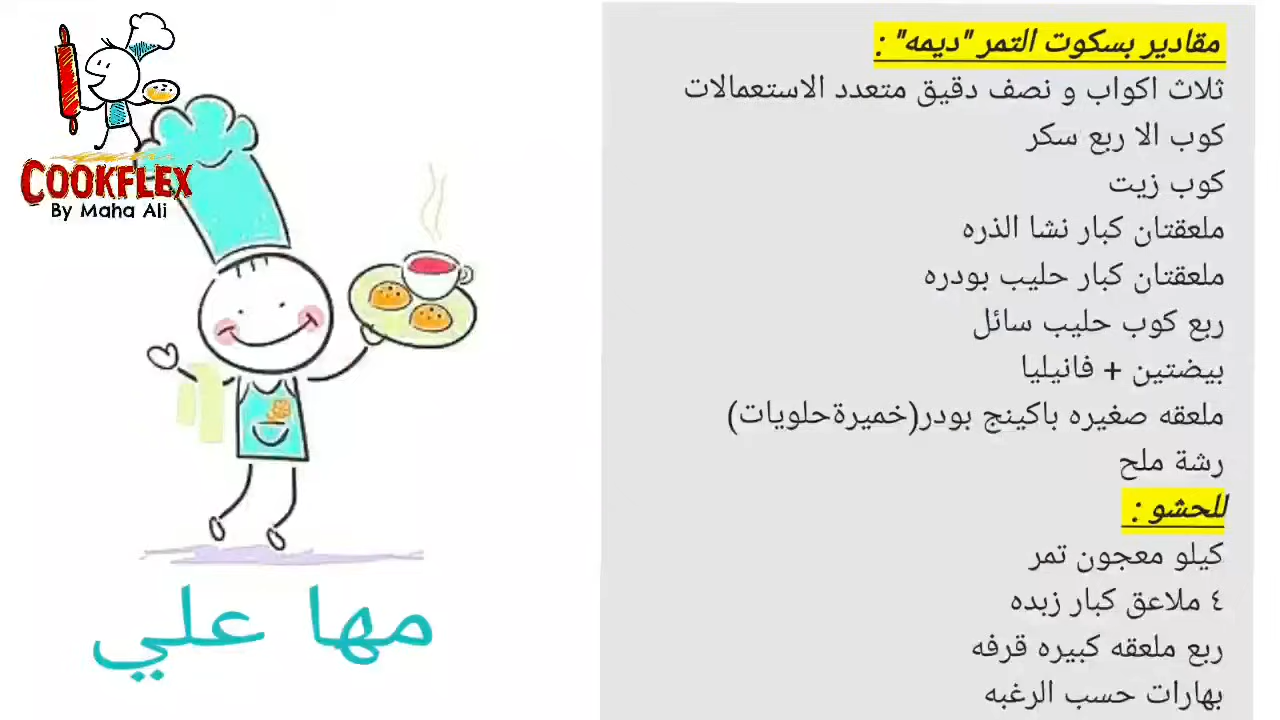 COOKFLEX
By Maha Ali
مها علي
مقادير بسكوت التمر "ديمه" :
ثلاث اكواب و نصف دقيق متعدد الاستعمالات
كوب الا ربع سكر
كوب زيت
ملعقتان كبار نشا الذره
ملعقتان كبار حليب بودره
ربع كوب حليب سائل
بيضتين + فانيليا
ملعقه صغيره باكينج بودر(خميرةحلويات)
رشة ملح
للحشو :
كيلو معجون تمر
٤ ملاعق كبار زبده
ربع ملعقه كبيره قرفه
بهارات حسب الرغبه